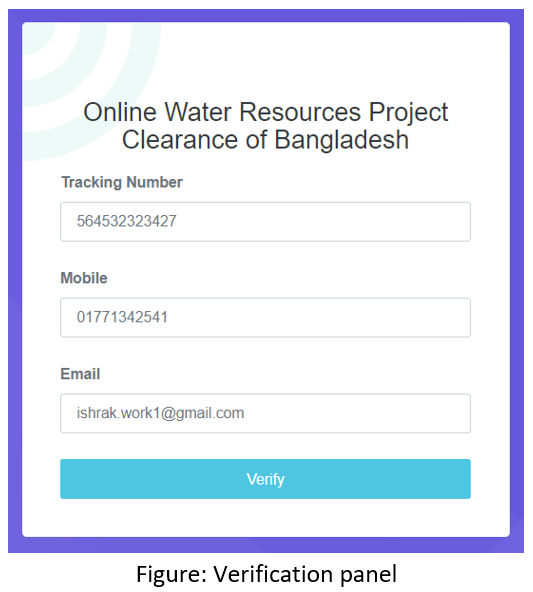 Online Water Resources Project
Clearance of Bangladesh
Tracking Number
564532323427
Mobile
01771342541
Email
ishrak.work1@gmail.com
Verify
Figure: Verification panel